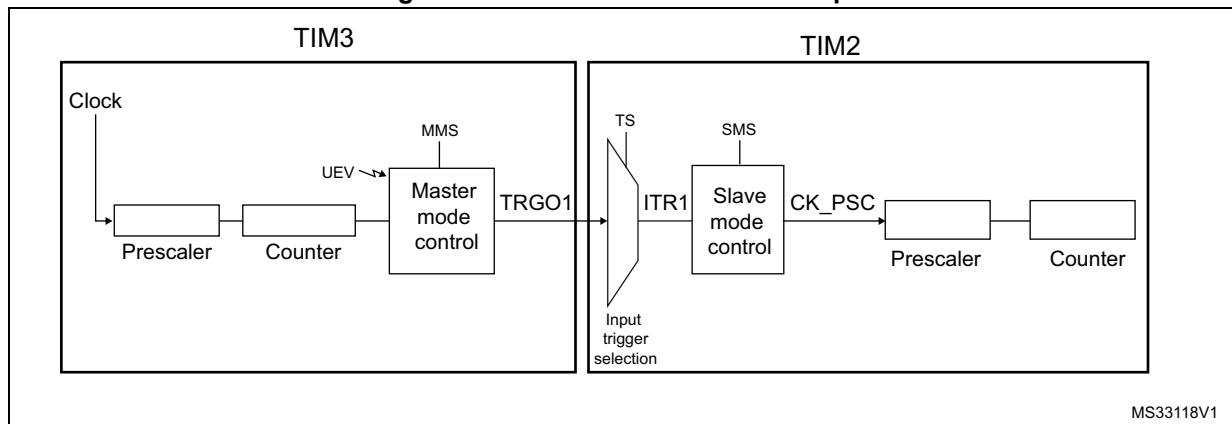 TIM3
TIM2
Clock
MMS
TS
SMS
UEV
Master
mode
control
TRGO1
ITR1
Slave
mode
control
CK_PSC
Prescaler
Counter
Prescaler
Counter
Input
trigger
selection
MS33118V1